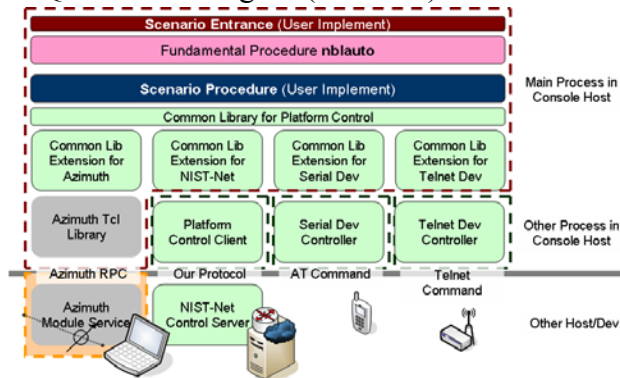 Scenario Entrance (User Implement)
Fundamental Procedure nblauto
Scenario Procedure (User Implement)
Common Library for Platform Control
Main Process in
Console Host
Common Lib
Extension for
Azimuth
Common Lib
Extension for
NIST-Net
Common Lib
Extension for
Serial Dev
Common Lib
Extension for
Telnet Dev
Azimuth Tcl
Library
Platform
Control Client
Serial Dev
Controller
Telnet Dev
Controller
Other Process in
Console Host
Azimuth RPC
Our Protocol
AT Command
Telnet
Command
Azimuth
Module Service
NIST-Net
Control Server
Other Host/Dev